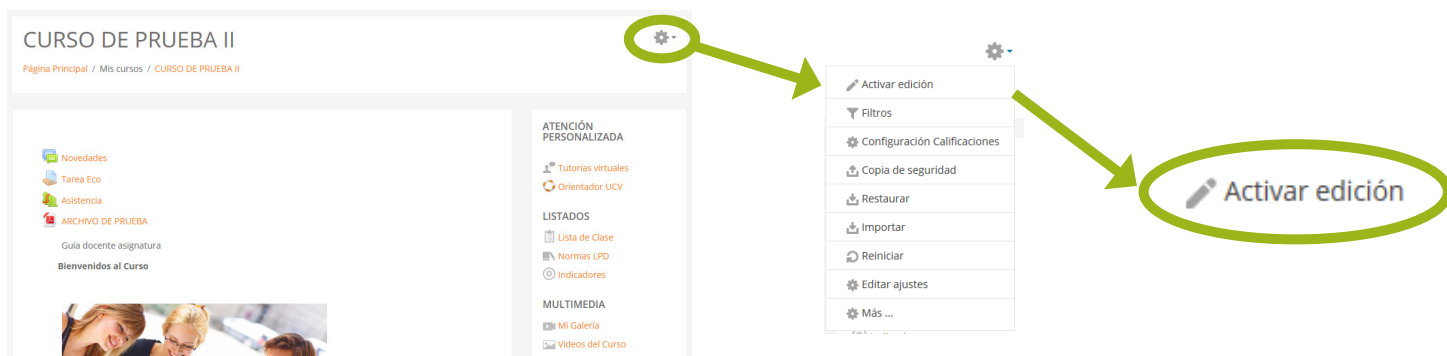 CURSO DE PRUEBA II
Página Principal / Mis cursos / CURSO DE PRUEBA II
Novedades
Tarea Eco
Asistencia
ARCHIVO DE PRUEBA
Guía docente asignatura
Bienvenidos al Curso
ATENCIÓN
PERSONALIZADA
Tutorías virtuales
Orientador UCV
LISTADOS
Lista de Clase
Normas LPD
Indicadores
MULTIMEDIA
Mi Galería
Videos del Curso
Activar edición
Filtros
Configuración Calificaciones
Copia de seguridad
Restaurar
Importar
Reiniciar
Editar ajustes
Más ...
Activar edición